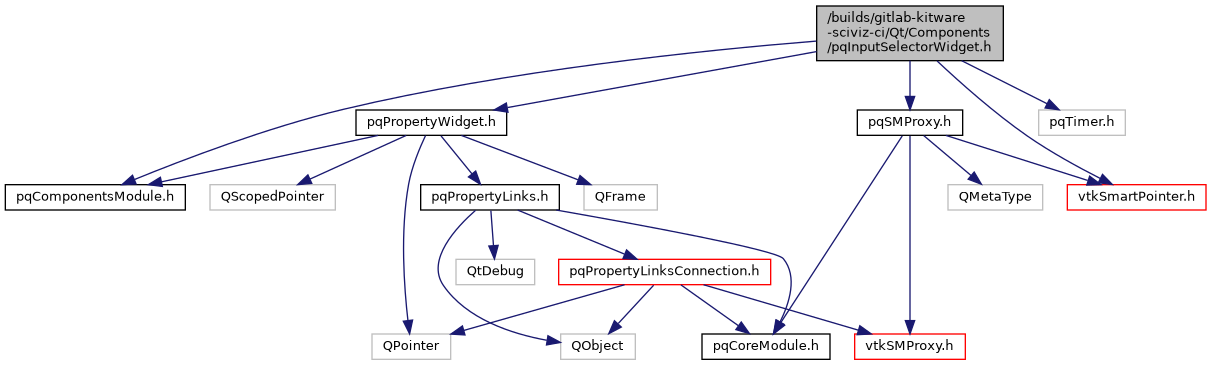 /builds/gitlab-kitware
-sciviz-ci/Qt/Components
/pqInputSelectorWidget.h
pqPropertyWidget.h
pqSMProxy.h
pqTimer.h
pqComponentsModule.h
QScopedPointer
pqPropertyLinks.h
QFrame
QMetaType
vtkSmartPointer.h
QtDebug
pqPropertyLinksConnection.h
QPointer
QObject
pqCoreModule.h
vtkSMProxy.h